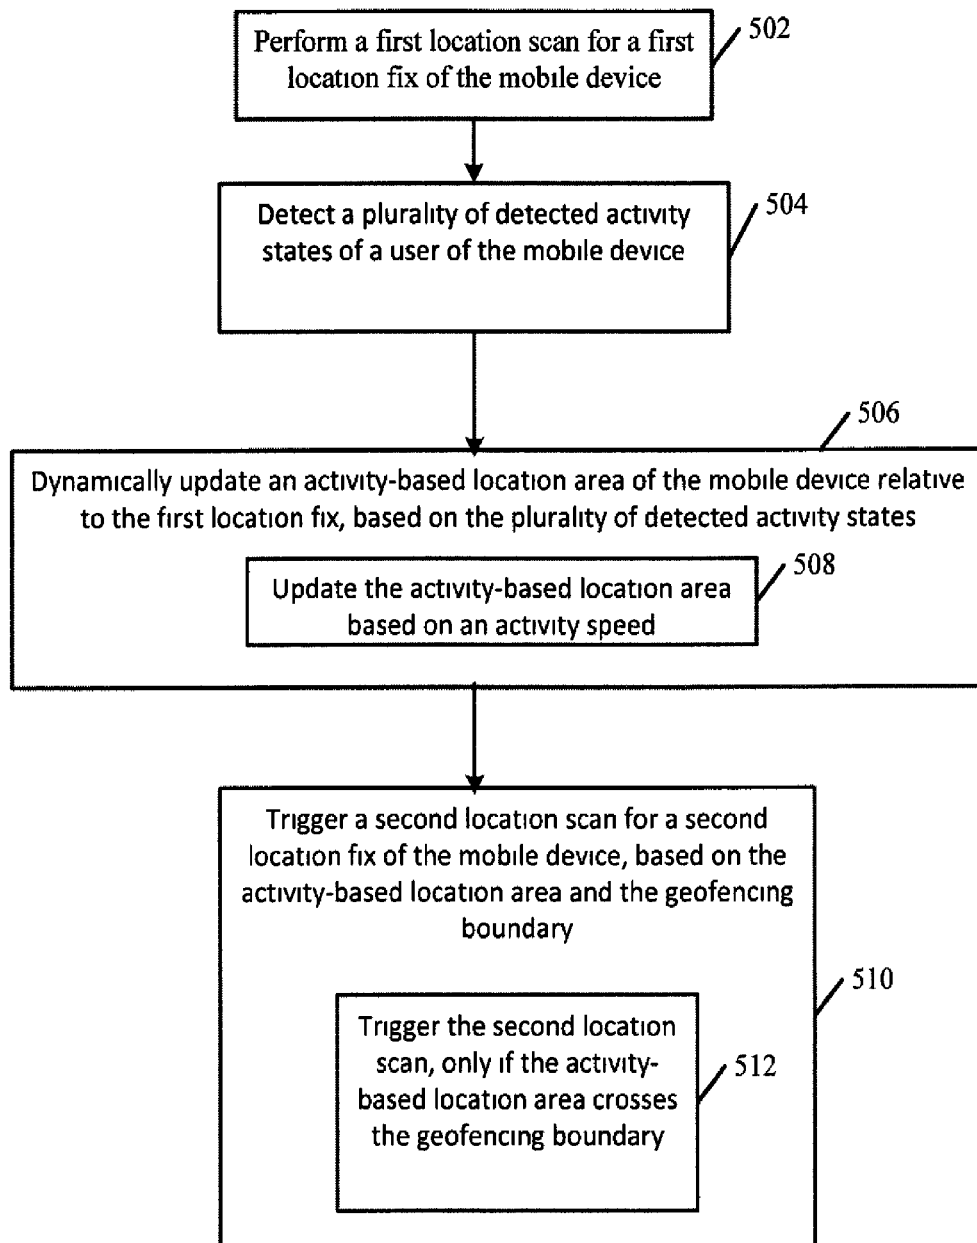 Perform a first location scan for a first
location fix of the mobile device
502
Detect a plurality of detected activity
states of a user of the mobile device
504
506
Dynamically update an activity-based location area of the mobile device relative
to the first location fix, based on the plurality of detected activity states
508
Update the activity-based location area
based on an activity speed
Trigger a second location scan for a second
location fix of the mobile device, based on the
activity-based location area and the geofencing
boundary
510
Trigger the second location
scan, only if the activity-
based location area crosses
the geofencing boundary
512